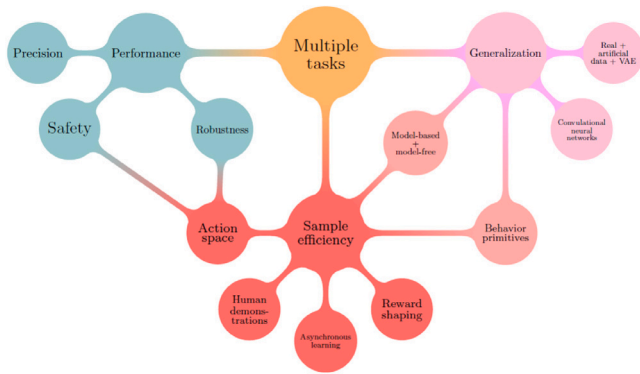 Precision
Performance
Multiple
tasks
Generalization
Real +
artificial
data + VAE
Safety
Robustness
Model-based
+
model-free
Convalational
neural
networks
Action
space
Sample
efficiency
Behavior
primitives
Human
demons-
trations
Asynchronous
learning
Reward
shaping